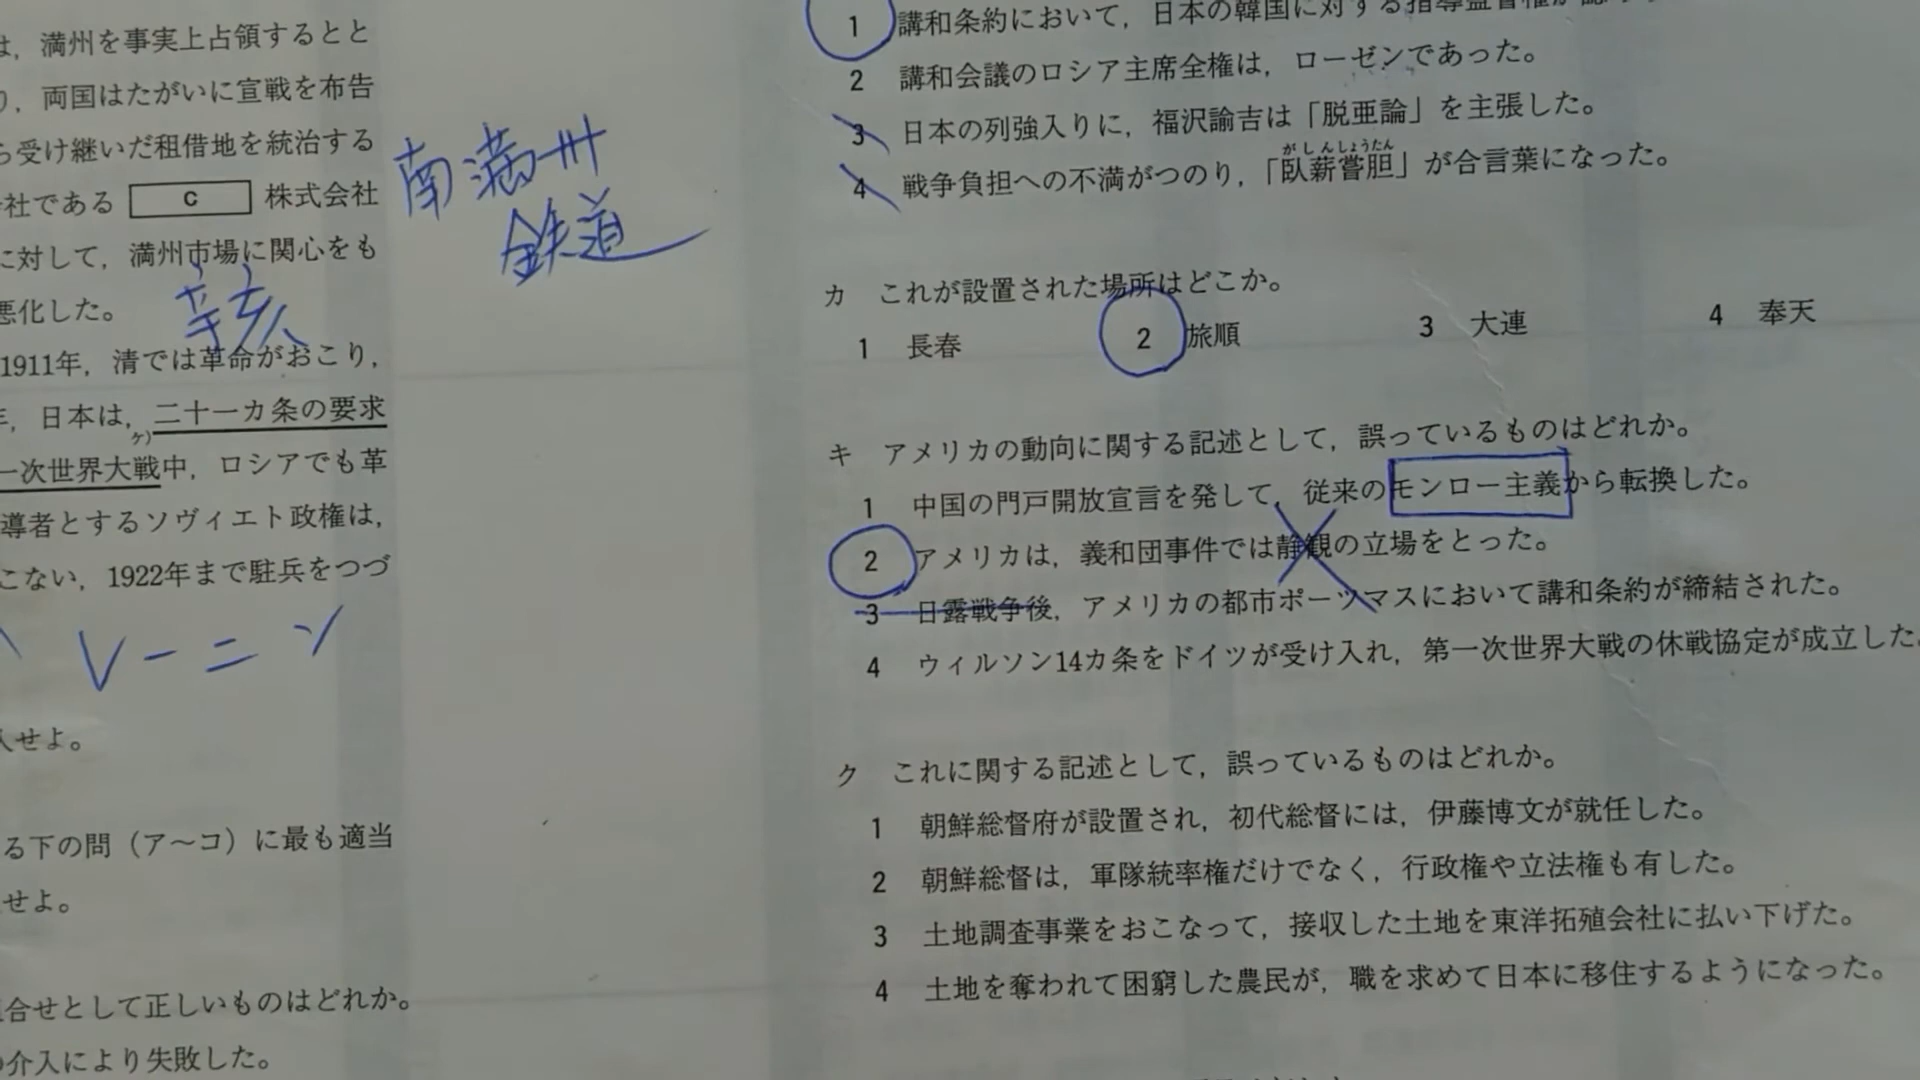 は，満州を事実上占領するとと
り，両国はたがいに宣戦を布告
ら受け継いだ租借地を統治する
社である C 株式会社
南満州
鉄道
に対して，満州市場に関心をも
悪化した。
辛亥
1911年，清では革命がおこり，
年，日本は，ケ)二十一カ条の要求
一次世界大戦中，ロシアでも革
導者とするソヴィエト政権は，
こない，1922年まで駐兵をつづ
レーニン
入せよ。
る下の問（ア～コ）に最も適当
せよ。
合せとして正しいものはどれか。
の介入により失敗した。
1 講和条約において，日本の韓国に対する指導監督権が
2 講和会議のロシア主席全権は，ローゼンであった。
3 日本の列強入りに，福沢諭吉は「脱亜論」を主張した。
がしんしょうたん
4 戦争負担への不満がつのり，「臥薪嘗胆」が合言葉になった。
カ これが設置された場所はどこか。
1 長春 2 旅順 3 大連 4 奉天
キ アメリカの動向に関する記述として，誤っているものはどれか。
1 中国の門戸開放宣言を発して，従来のモンロー主義から転換した。
2 アメリカは，義和団事件では静観の立場をとった。
3 日露戦争後，アメリカの都市ポーツマスにおいて講和条約が締結された。
4 ウィルソン14カ条をドイツが受け入れ，第一次世界大戦の休戦協定が成立した。
ク これに関する記述として，誤っているものはどれか。
1 朝鮮総督府が設置され，初代総督には，伊藤博文が就任した。
2 朝鮮総督は，軍隊統率権だけでなく，行政権や立法権も有した。
3 土地調査事業をおこなって，接収した土地を東洋拓殖会社に払い下げた。
4 土地を奪われて困窮した農民が，職を求めて日本に移住するようになった。